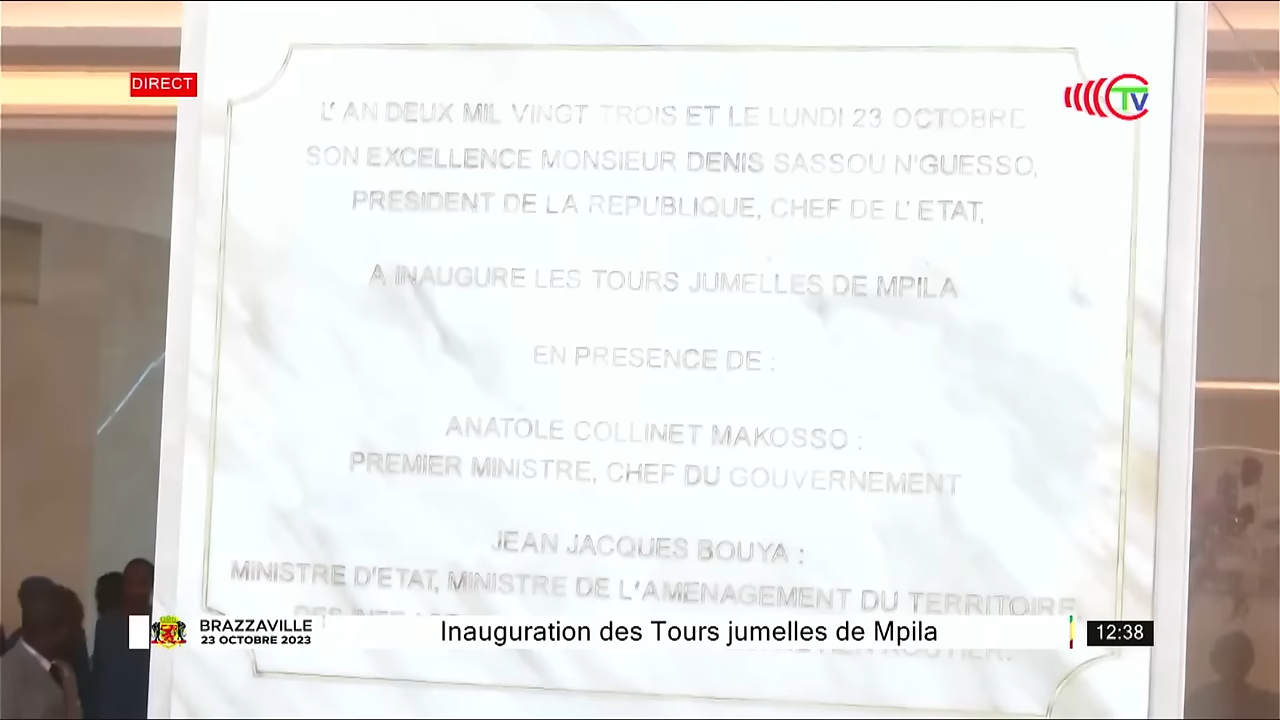 DIRECT
TV
L' AN DEUX MIL VINGT TROIS ET LE LUNDI 23 OCTOBRE
SON EXCELLENCE MONSIEUR DENIS SASSOU N'GUESSO,
PRESIDENT DE LA REPUBLIQUE, CHEF DE L' ETAT,
A INAUGURE LES TOURS JUMELLES DE MPILA
EN PRESENCE DE :
ANATOLE COLLINET MAKOSSO :
PREMIER MINISTRE, CHEF DU GOUVERNEMENT
JEAN JACQUES BOUYA :
MINISTRE D'ETAT, MINISTRE DE L'AMENAGEMENT DU TERRITOIRE
DES
ROUTIER.
BRAZZAVILLE
23 OCTOBRE 2023
Inauguration des Tours jumelles de Mpila
12:38